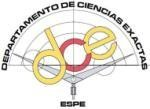 DEPARTAMENTO DE CIENCIAS EXACTAS
dce
ESPE